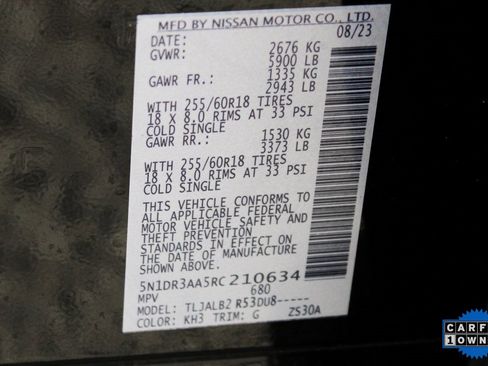 MFD BY NISSAN MOTOR CO., LTD.
DATE: 08/23
GVWR: 2676 KG
5900 LB
GAWR FR.: 1335 KG
2943 LB
WITH 255/60R18 TIRES
18 X 8.0 RIMS AT 33 PSI
COLD SINGLE
GAWR RR.: 1530 KG
3373 LB
WITH 255/60R18 TIRES
18 X 8.0 RIMS AT 33 PSI
COLD SINGLE
THIS VEHICLE CONFORMS TO
ALL APPLICABLE FEDERAL
MOTOR VEHICLE SAFETY AND
THEFT PREVENTION
STANDARDS IN EFFECT ON
THE DATE OF MANUFACTURE
SHOWN ABOVE.
5N1DR3AA5RC210634
MPV 680
MODEL: TLJALB2 R53DU8-----
COLOR: KH3 TRIM: G ZS30A
CARF
1 OWN